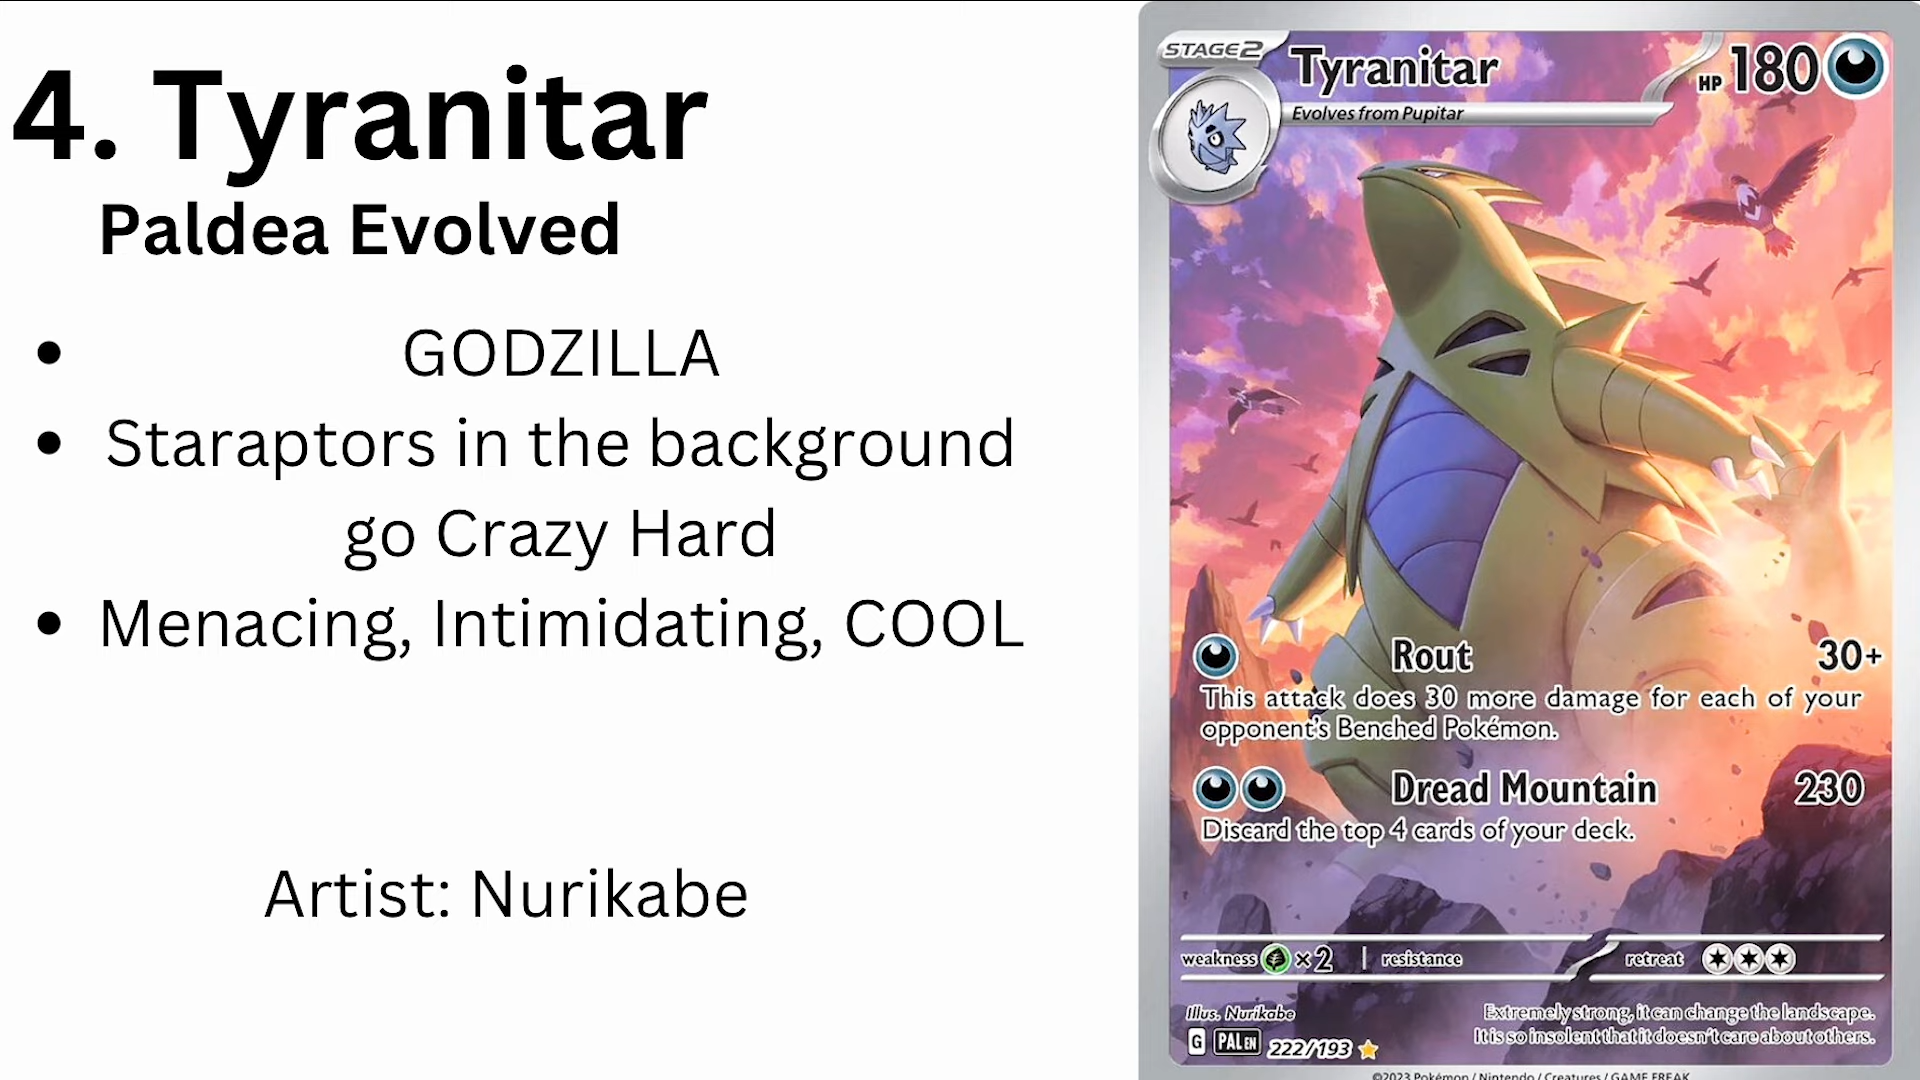 4. Tyranitar
Paldea Evolved
• GODZILLA
• Staraptors in the background
go Crazy Hard
• Menacing, Intimidating, COOL
Artist: Nurikabe
STAGE2
Tyranitar
HP 180
Evolves from Pupitar
Rout 30+
This attack does 30 more damage for each of your
opponent's Benched Pokémon.
Dread Mountain 230
Discard the top 4 cards of your deck.
weakness ×2 | resistance retreat
Illus. Nurikabe
Extremely strong, it can change the landscape.
It is so insolent that it doesn't care about others.
G PAL EN 222/193
©2023 Pokémon / Nintendo / Creatures / GAME FREAK